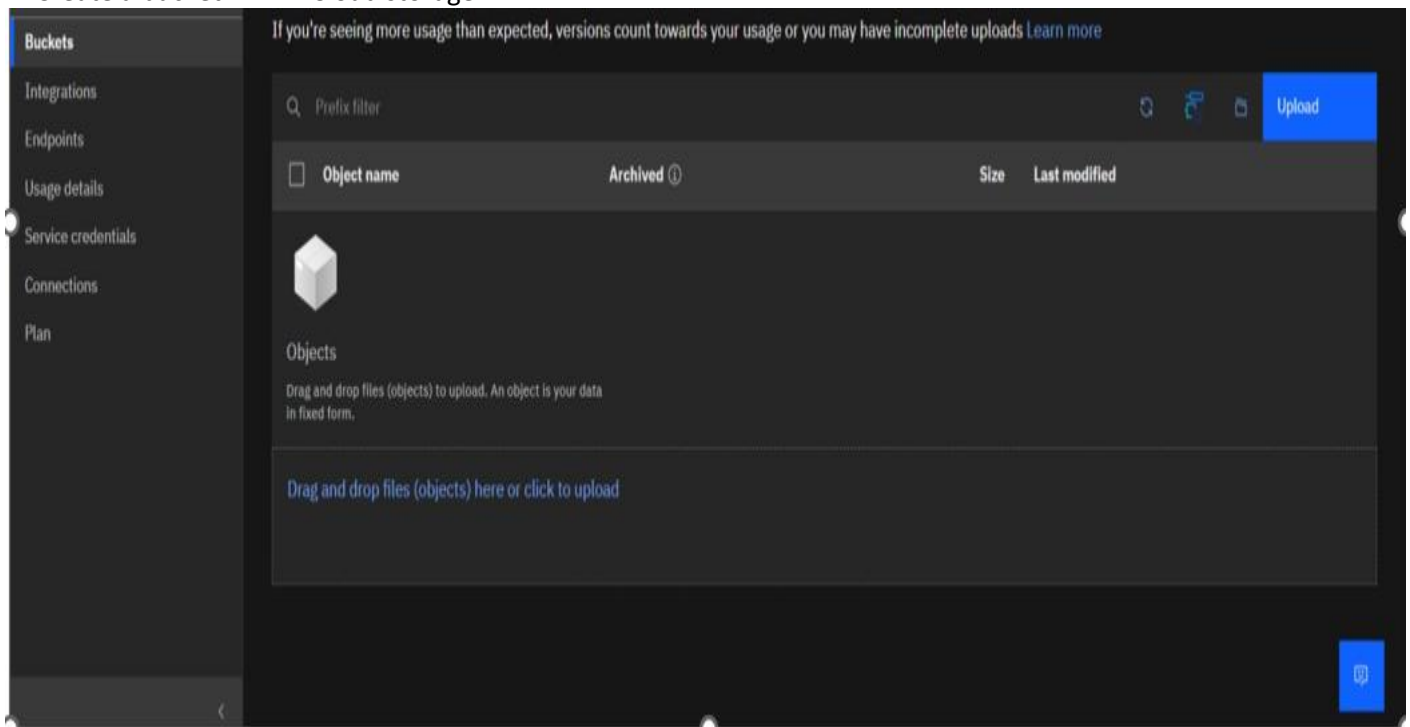 Buckets
Integrations
Endpoints
Usage details
Service credentials
Connections
Plan
If you're seeing more usage than expected, versions count towards your usage or you may have incomplete uploads Learn more
Prefix filter
Upload
Object name Archived Size Last modified
Objects
Drag and drop files (objects) to upload. An object is your data
in fixed form.
Drag and drop files (objects) here or click to upload